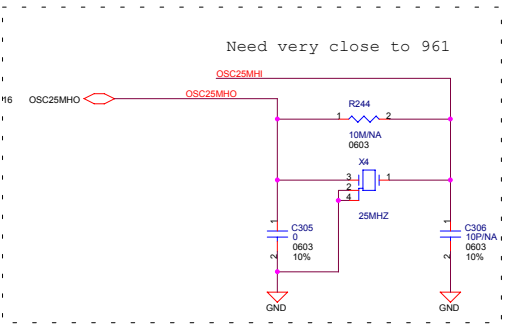 Need very close to 961
OSC25MHI
16 OSC25MHO OSC25MHO
R244
1 2
10M/NA
0603
X4
3 1
2
4
25MHZ
1 C305 1 C306
0 10P/NA
0603 0603
2 10% 2 10%
GND GND